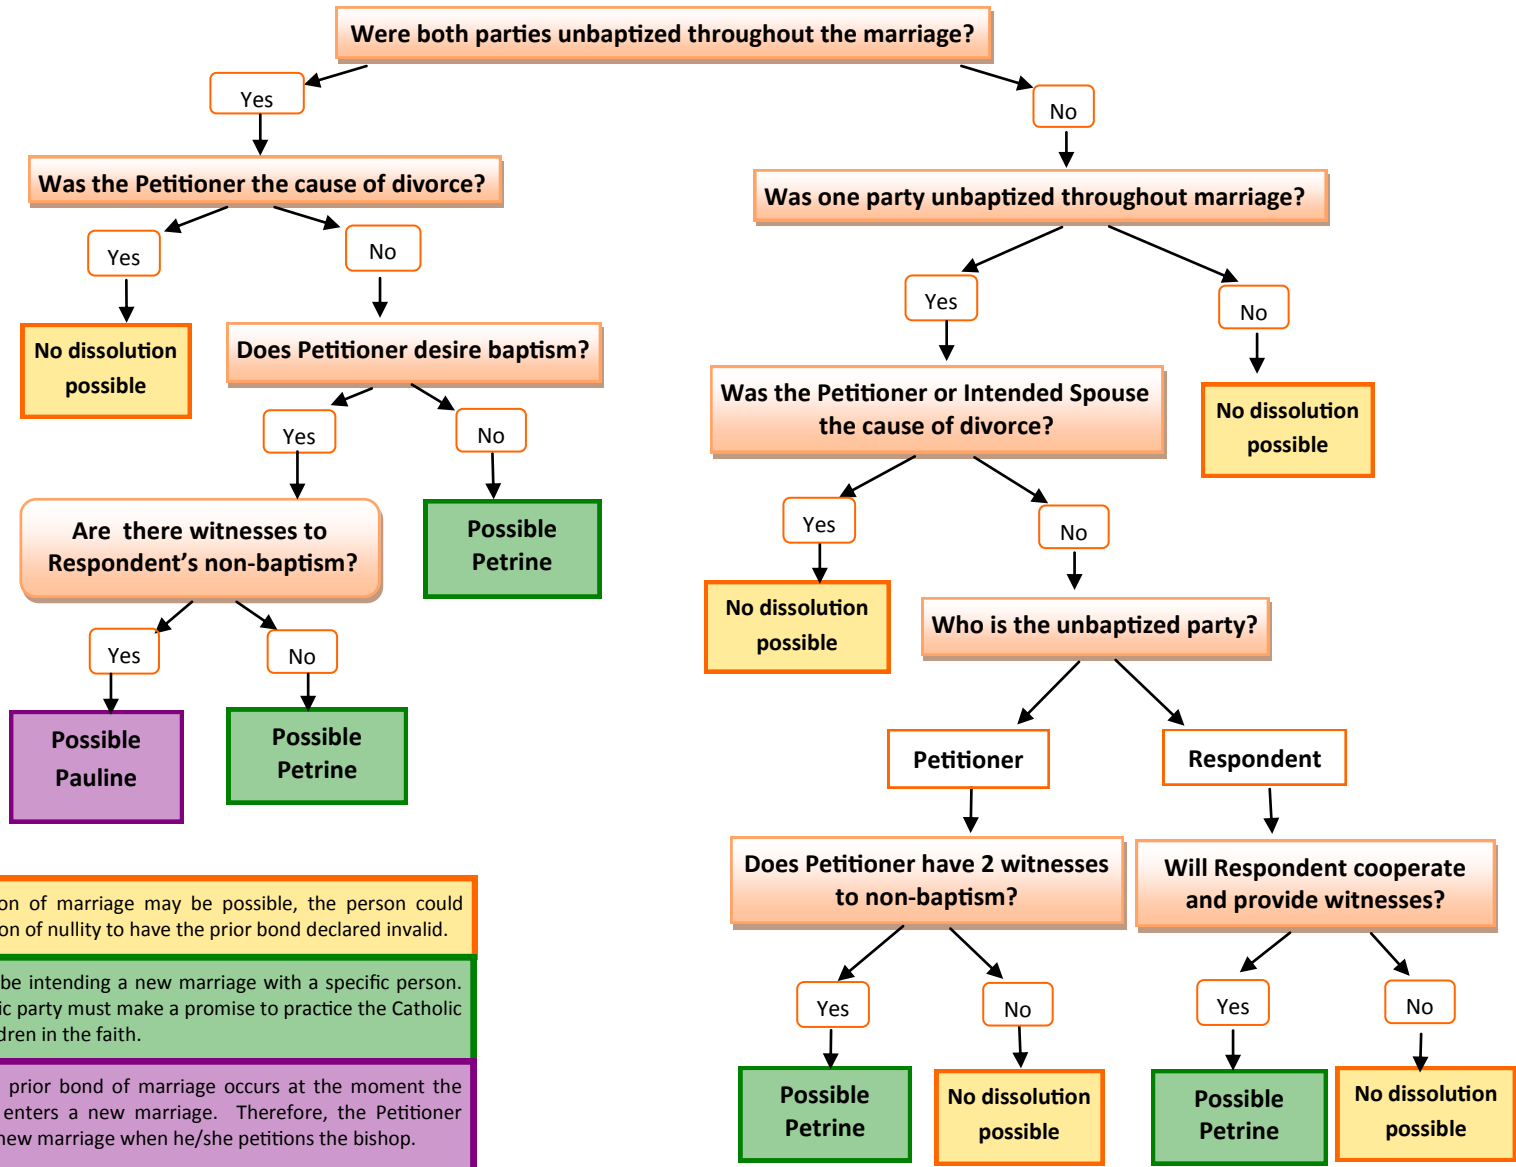 Were both parties unbaptized throughout the marriage?
Yes
No
Was the Petitioner the cause of divorce?
Was one party unbaptized throughout marriage?
Yes
No
Yes
No
No dissolution
possible
Does Petitioner desire baptism?
Was the Petitioner or Intended Spouse
the cause of divorce?
No dissolution
possible
Yes
No
Yes
No
Are there witnesses to
Respondent's non-baptism?
Possible
Petrine
No dissolution
possible
Who is the unbaptized party?
Yes
No
Possible
Pauline
Possible
Petrine
Petitioner
Respondent
Does Petitioner have 2 witnesses
to non-baptism?
Will Respondent cooperate
and provide witnesses?
Yes
No
Yes
No
Possible
Petrine
No dissolution
possible
Possible
Petrine
No dissolution
possible
on of marriage may be possible, the person could
on of nullity to have the prior bond declared invalid.
be intending a new marriage with a specific person.
ic party must make a promise to practice the Catholic
dren in the faith.
prior bond of marriage occurs at the moment the
enters a new marriage. Therefore, the Petitioner
new marriage when he/she petitions the bishop.